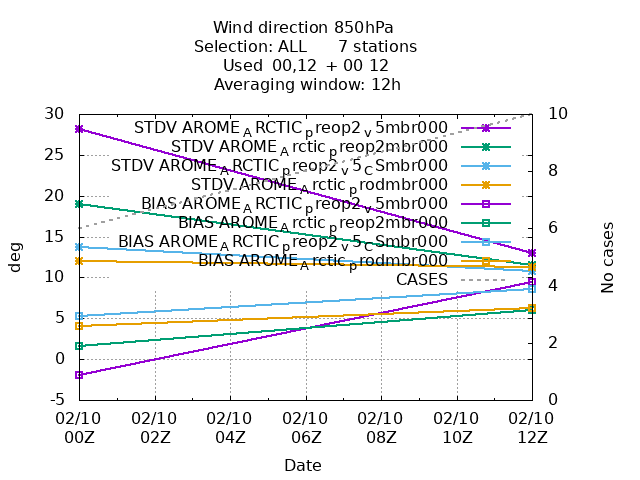 Wind direction 850hPa
Selection: ALL 7 stations
Used 00,12 + 00 12
Averaging window: 12h
30
25
20
15
10
5
0
-5
deg
10
8
6
4
2
0
No cases
STDV AROME_ARCTIC_preop2_v5mbr000
STDV AROME_Arctic_preop2mbr000
STDV AROME_ARCTIC_preop2_v5_CSmbr000
STDV AROME_Arctic_prodmbr000
BIAS AROME_ARCTIC_preop2_v5mbr000
BIAS AROME_Arctic_preop2mbr000
BIAS AROME_ARCTIC_preop2_v5_CSmbr000
BIAS AROME_Arctic_prodmbr000
CASES
02/10 02/10 02/10 02/10 02/10 02/10 02/10
00Z 02Z 04Z 06Z 08Z 10Z 12Z
Date